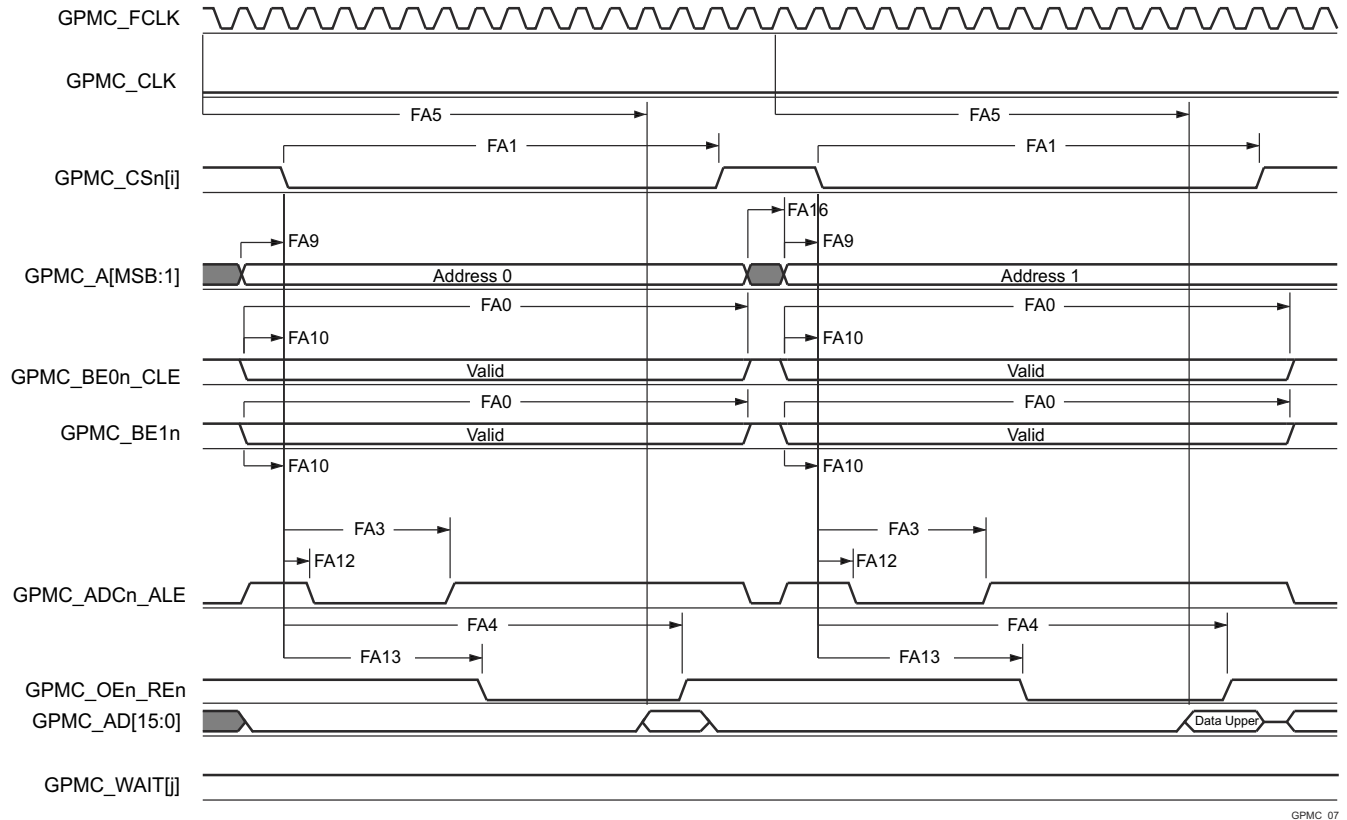 GPMC_FCLK
GPMC_CLK
FA5 FA5
FA1 FA1
GPMC_CSn[i]
FA16
FA9 FA9
GPMC_A[MSB:1] Address 0 Address 1
FA0 FA0
FA10 FA10
GPMC_BE0n_CLE Valid Valid
FA0 FA0
GPMC_BE1n Valid Valid
FA10 FA10
FA3 FA3
FA12 FA12
GPMC_ADCn_ALE
FA4 FA4
FA13 FA13
GPMC_OEn_REn
GPMC_AD[15:0] Data Upper
GPMC_WAIT[j]
GPMC_07